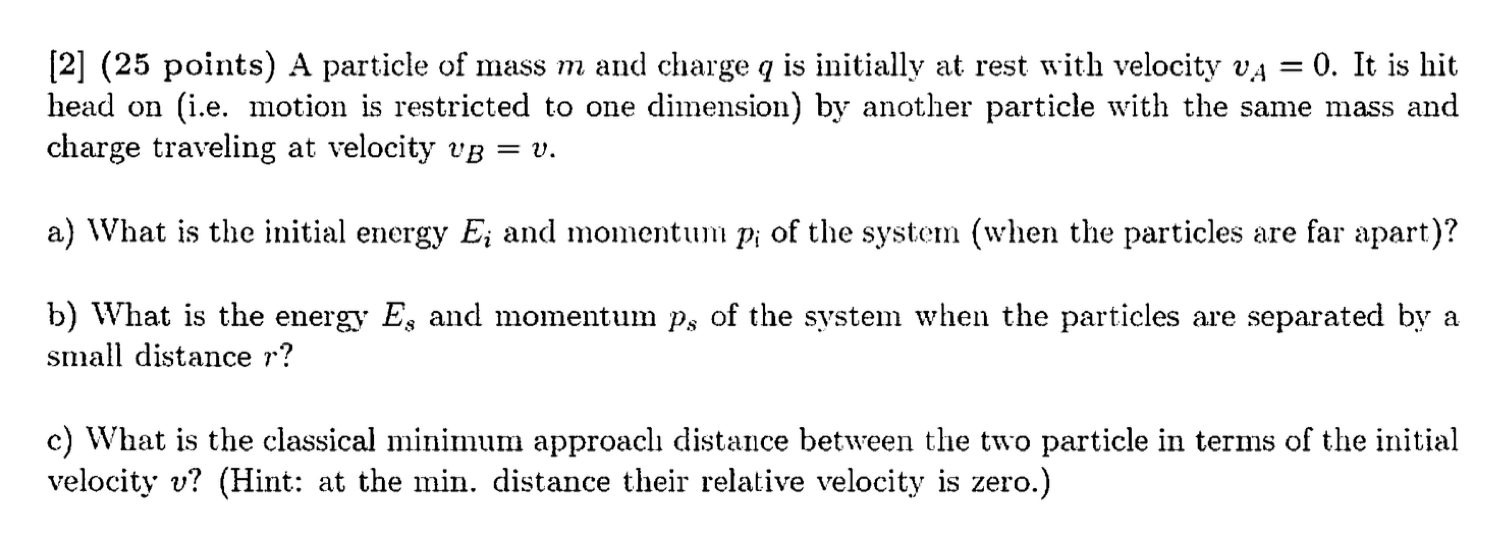 [2] (25 points) A particle of mass m and charge q is initially at rest with velocity v_A = 0. It is hit
head on (i.e. motion is restricted to one dimension) by another particle with the same mass and
charge traveling at velocity v_B = v.
a) What is the initial energy E_i and momentum p_i of the system (when the particles are far apart)?
b) What is the energy E_s and momentum p_s of the system when the particles are separated by a
small distance r?
c) What is the classical minimum approach distance between the two particle in terms of the initial
velocity v? (Hint: at the min. distance their relative velocity is zero.)